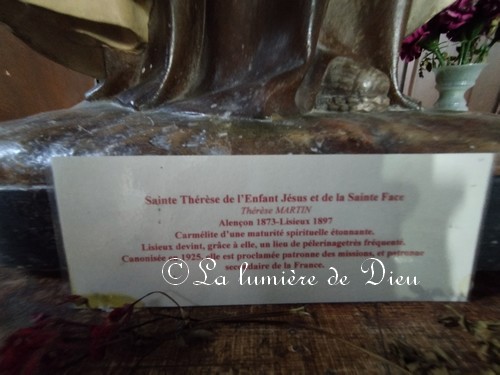 Sainte Thérèse de l'Enfant Jésus et de la Sainte Face
Thérèse MARTIN
Alençon 1873-Lisieux 1897
Carmélite d'une maturité spirituelle étonnante.
Lisieux devint, grâce à elle, un lieu de pélerinagetrés fréquenté.
Canonisée en 1925, elle est proclamée patronne des missions, et patronne
secondaire de la France.
©La lumière de Dieu